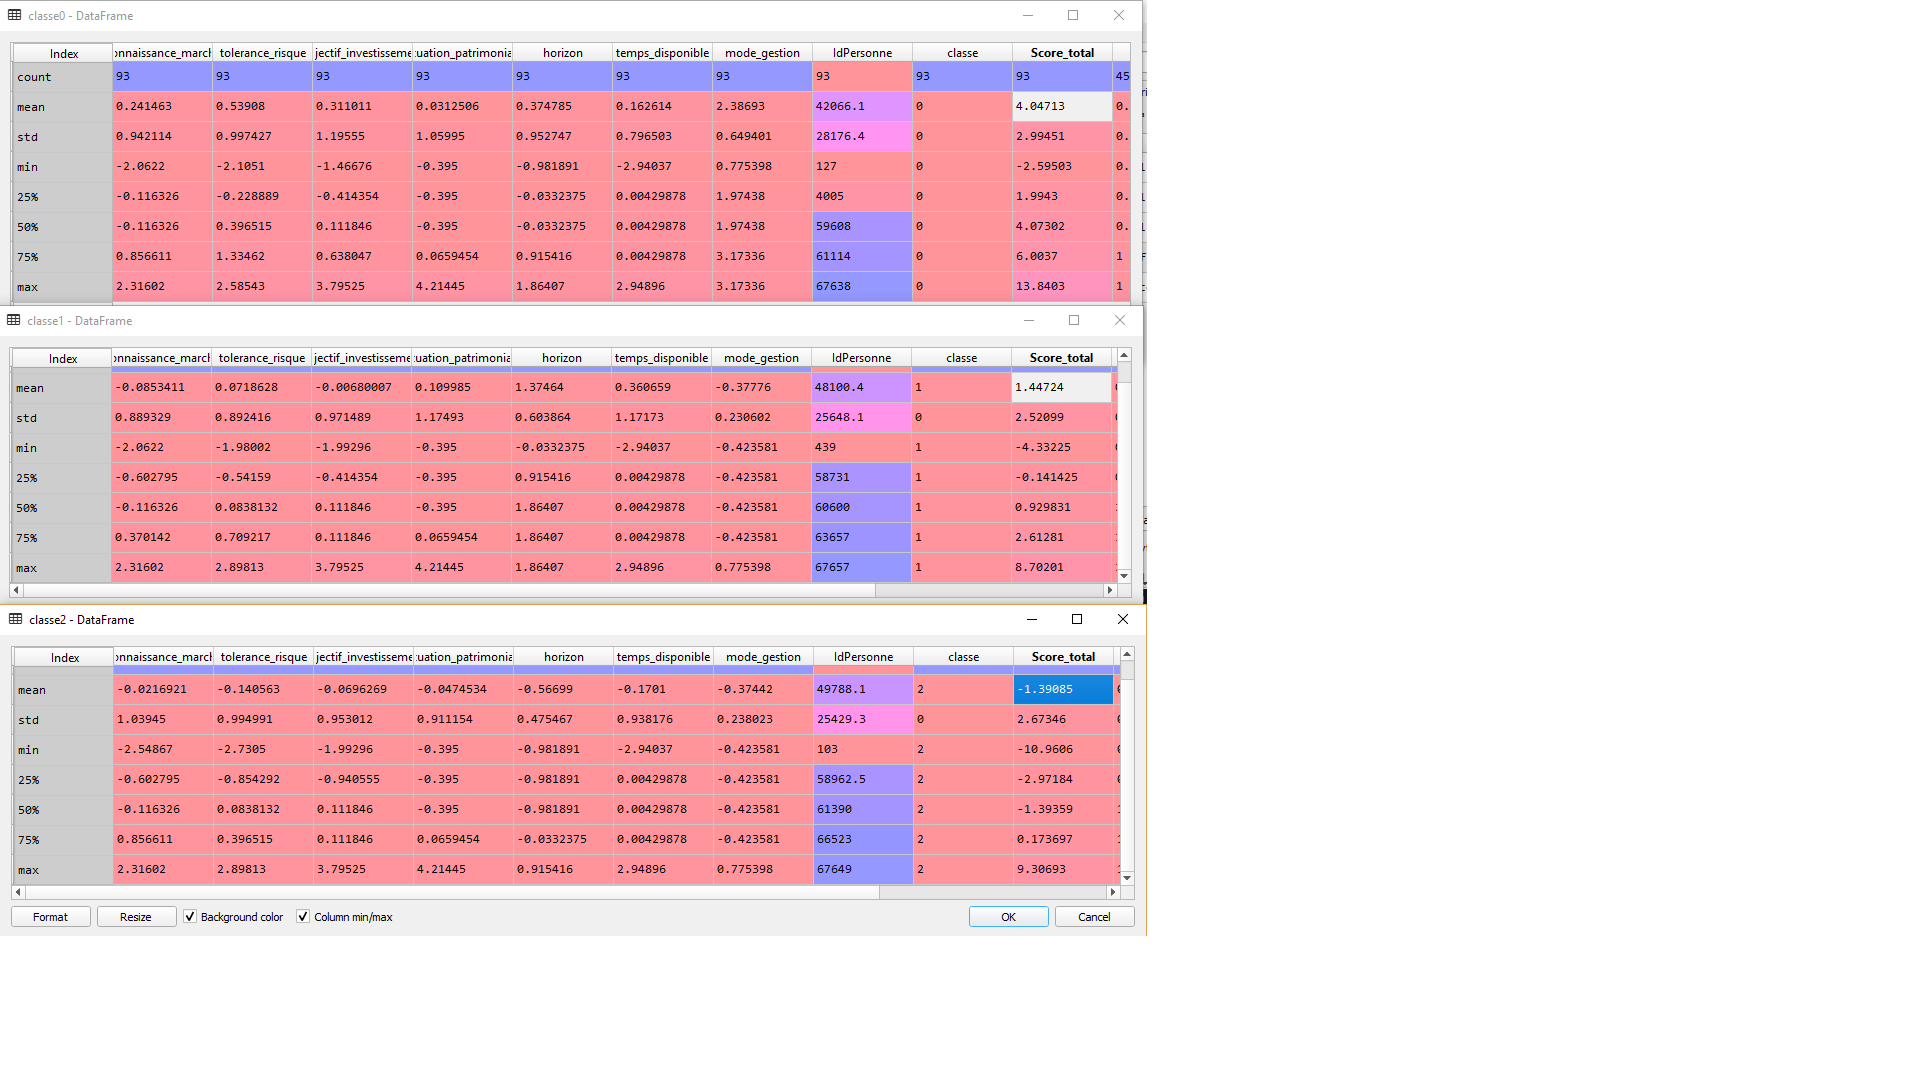 classe0 - DataFrame
Index onnaissance_march tolerance_risque jectif_investisseme tuation_patrimonia horizon temps_disponible mode_gestion IdPersonne classe Score_total
count 93 93 93 93 93 93 93 93 93 93 45
mean 0.241463 0.53908 0.311011 0.0312506 0.374785 0.162614 2.38693 42066.1 0 4.04713 0.
std 0.942114 0.997427 1.19555 1.05995 0.952747 0.796503 0.649401 28176.4 0 2.99451 0.
min -2.0622 -2.1051 -1.46676 -0.395 -0.981891 -2.94037 0.775398 127 0 -2.59503 0.
25% -0.116326 -0.228889 -0.414354 -0.395 -0.0332375 0.00429878 1.97438 4005 0 1.9943 0.
50% -0.116326 0.396515 0.111846 -0.395 -0.0332375 0.00429878 1.97438 59608 0 4.07302 0.
75% 0.856611 1.33462 0.638047 0.0659454 0.915416 0.00429878 3.17336 61114 0 6.0037 1
max 2.31602 2.58543 3.79525 4.21445 1.86407 2.94896 3.17336 67638 0 13.8403 1
classe1 - DataFrame
Index onnaissance_march tolerance_risque jectif_investisseme tuation_patrimonia horizon temps_disponible mode_gestion IdPersonne classe Score_total
mean -0.0853411 0.0718628 -0.00680007 0.109985 1.37464 0.360659 -0.37776 48100.4 1 1.44724
std 0.889329 0.892416 0.971489 1.17493 0.603864 1.17173 0.230602 25648.1 0 2.52099
min -2.0622 -1.98002 -1.99296 -0.395 -0.0332375 -2.94037 -0.423581 439 1 -4.33225
25% -0.602795 -0.54159 -0.414354 -0.395 0.915416 0.00429878 -0.423581 58731 1 -0.141425
50% -0.116326 0.0838132 0.111846 -0.395 1.86407 0.00429878 -0.423581 60600 1 0.929831
75% 0.370142 0.709217 0.111846 0.0659454 1.86407 0.00429878 -0.423581 63657 1 2.61281
max 2.31602 2.89813 3.79525 4.21445 1.86407 2.94896 0.775398 67657 1 8.70201
classe2 - DataFrame
Index onnaissance_march tolerance_risque jectif_investisseme tuation_patrimonia horizon temps_disponible mode_gestion IdPersonne classe Score_total
mean -0.0216921 -0.140563 -0.0696269 -0.0474534 -0.56699 -0.1701 -0.37442 49788.1 2 -1.39085
std 1.03945 0.994991 0.953012 0.911154 0.475467 0.938176 0.238023 25429.3 0 2.67346
min -2.54867 -2.7305 -1.99296 -0.395 -0.981891 -2.94037 -0.423581 103 2 -10.9606
25% -0.602795 -0.854292 -0.940555 -0.395 -0.981891 0.00429878 -0.423581 58962.5 2 -2.97184
50% -0.116326 0.0838132 0.111846 -0.395 -0.981891 0.00429878 -0.423581 61390 2 -1.39359
75% 0.856611 0.396515 0.111846 0.0659454 -0.0332375 0.00429878 -0.423581 66523 2 0.173697
max 2.31602 2.89813 3.79525 4.21445 0.915416 2.94896 0.775398 67649 2 9.30693
Format Resize Background color Column min/max OK Cancel